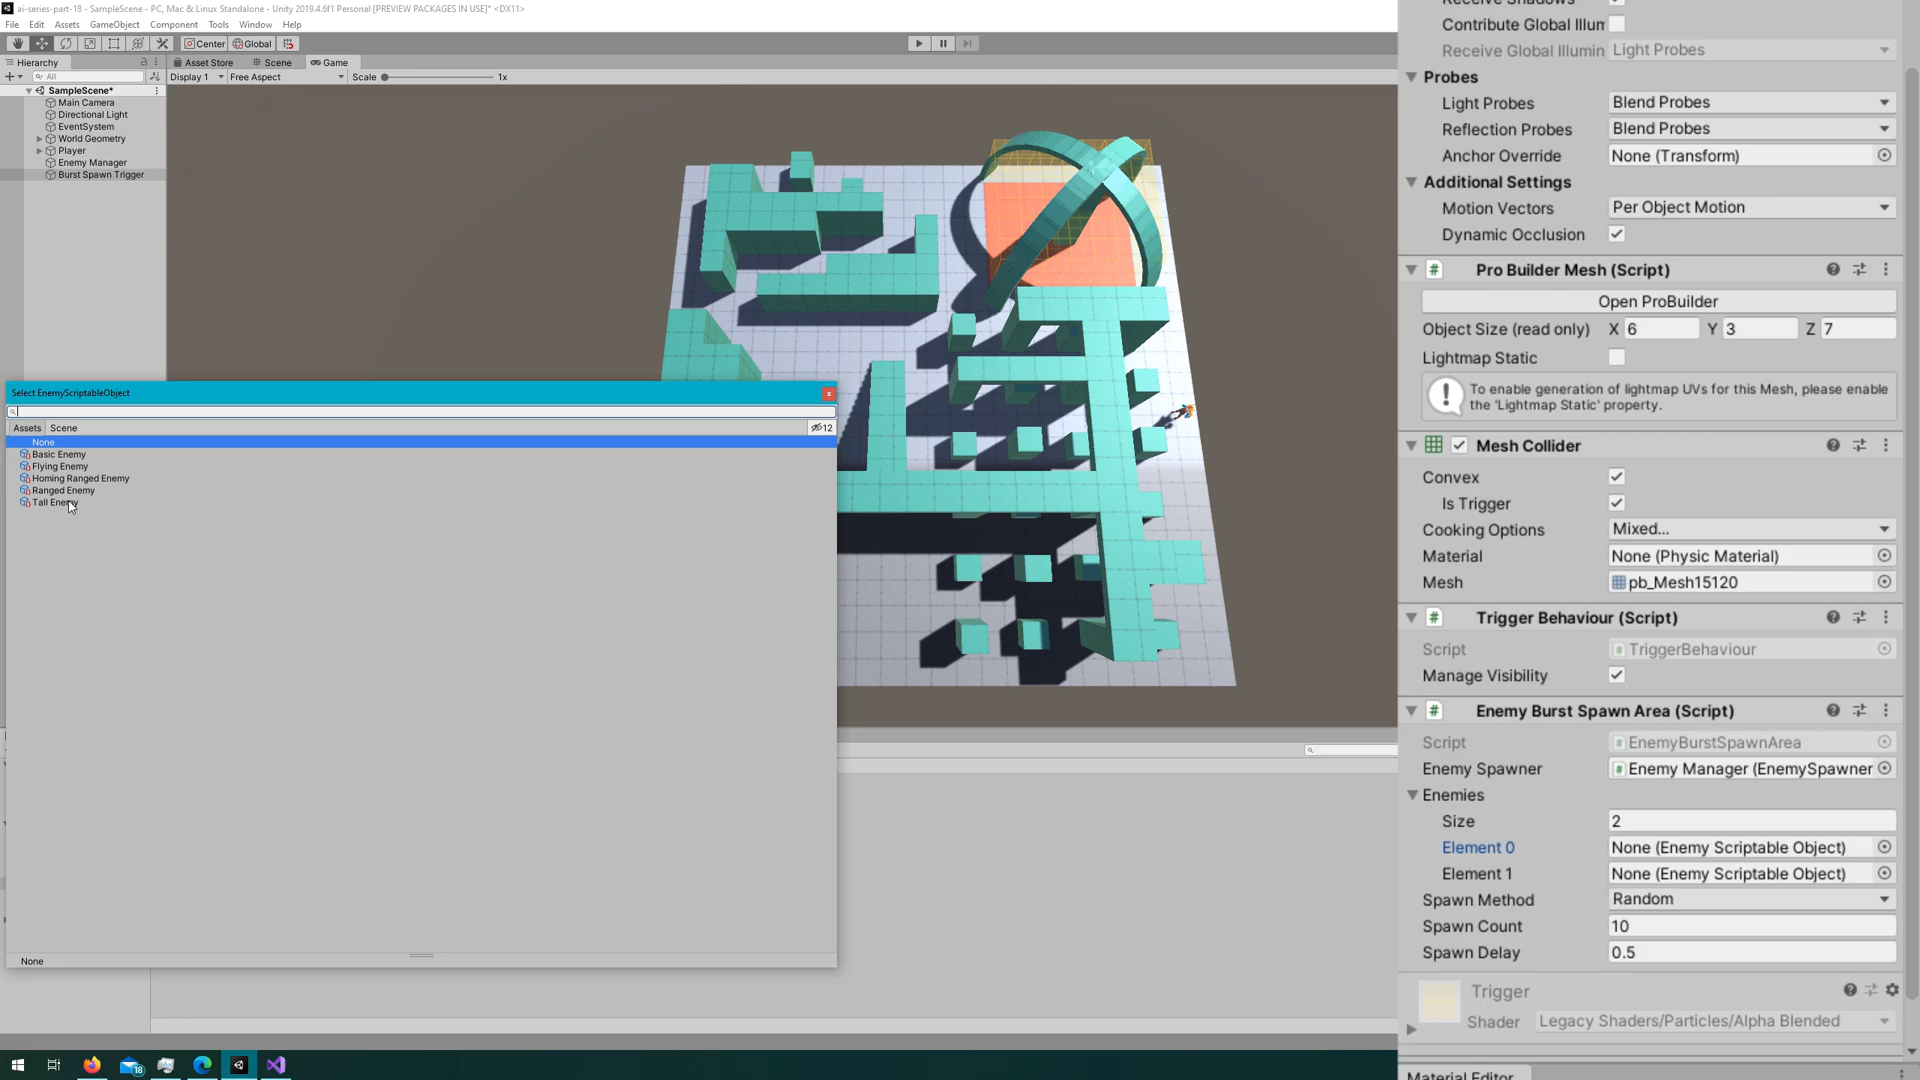 ai-series-part-18 - SampleScene - PC, Mac & Linux Standalone - Unity 2019.4.6f1 Personal [PREVIEW PACKAGES IN USE]* <DX11>
File Edit Assets GameObject Component Tools Window Help
Center Global
Hierarchy
All
SampleScene*
Main Camera
Directional Light
EventSystem
World Geometry
Player
Enemy Manager
Burst Spawn Trigger
Asset Store Scene Game
Display 1 Free Aspect Scale 1x
Select EnemyScriptableObject
x
Assets Scene 12
None
Basic Enemy
Flying Enemy
Homing Ranged Enemy
Ranged Enemy
Tall Enemy
None
18
Contribute Global Illum
Receive Global Illumin Light Probes
Probes
Light Probes Blend Probes
Reflection Probes Blend Probes
Anchor Override None (Transform)
Additional Settings
Motion Vectors Per Object Motion
Dynamic Occlusion
Pro Builder Mesh (Script)
Open ProBuilder
Object Size (read only) X 6 Y 3 Z 7
Lightmap Static
To enable generation of lightmap UVs for this Mesh, please enable
the 'Lightmap Static' property.
Mesh Collider
Convex
Is Trigger
Cooking Options Mixed...
Material None (Physic Material)
Mesh pb_Mesh15120
Trigger Behaviour (Script)
Script TriggerBehaviour
Manage Visibility
Enemy Burst Spawn Area (Script)
Script EnemyBurstSpawnArea
Enemy Spawner Enemy Manager (EnemySpawner
Enemies
Size 2
Element 0 None (Enemy Scriptable Object)
Element 1 None (Enemy Scriptable Object)
Spawn Method Random
Spawn Count 10
Spawn Delay 0.5
Trigger
Shader Legacy Shaders/Particles/Alpha Blended
Material Editor